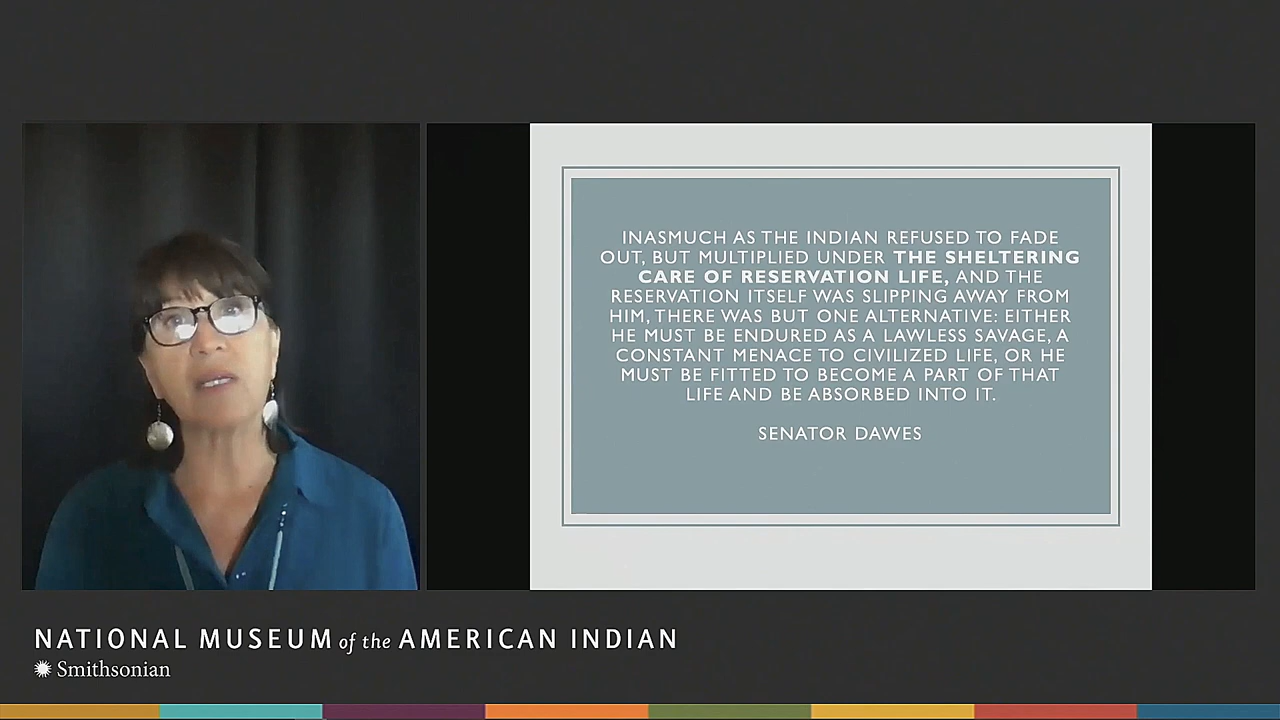 INASMUCH AS THE INDIAN REFUSED TO FADE
OUT, BUT MULTIPLIED UNDER THE SHELTERING
CARE OF RESERVATION LIFE, AND THE
RESERVATION ITSELF WAS SLIPPING AWAY FROM
HIM, THERE WAS BUT ONE ALTERNATIVE: EITHER
HE MUST BE ENDURED AS A LAWLESS SAVAGE, A
CONSTANT MENACE TO CIVILIZED LIFE, OR HE
MUST BE FITTED TO BECOME A PART OF THAT
LIFE AND BE ABSORBED INTO IT.
SENATOR DAWES
NATIONAL MUSEUM of the AMERICAN INDIAN
Smithsonian